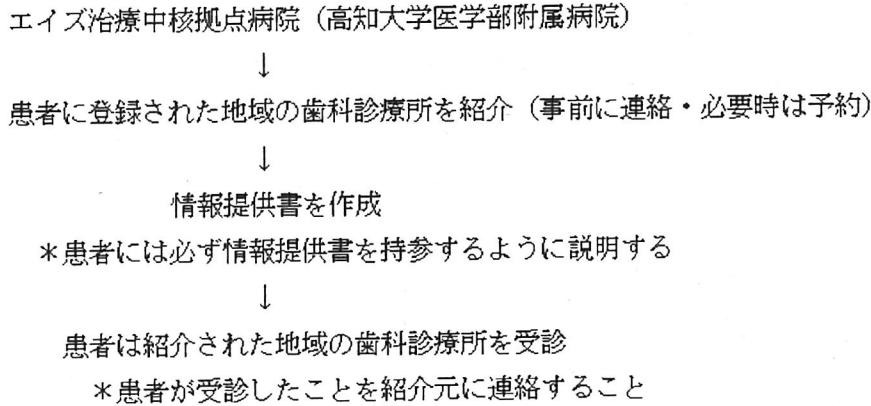 エイズ治療中核拠点病院（高知大学医学部附属病院）
↓
患者に登録された地域の歯科診療所を紹介（事前に連絡・必要時は予約）
↓
情報提供書を作成
＊患者には必ず情報提供書を持参するように説明する
↓
患者は紹介された地域の歯科診療所を受診
＊患者が受診したことを紹介元に連絡すること